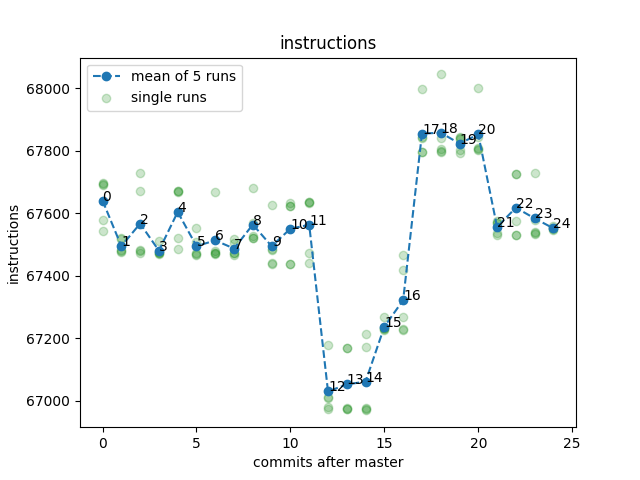 instructions
mean of 5 runs
single runs
68000
67800
67600
67400
67200
67000
instructions
0 1 2 3 4 5 6 7 8 9 10 11 12 13 14 15 16 17 18 19 20 21 22 23 24
0 5 10 15 20 25
commits after master